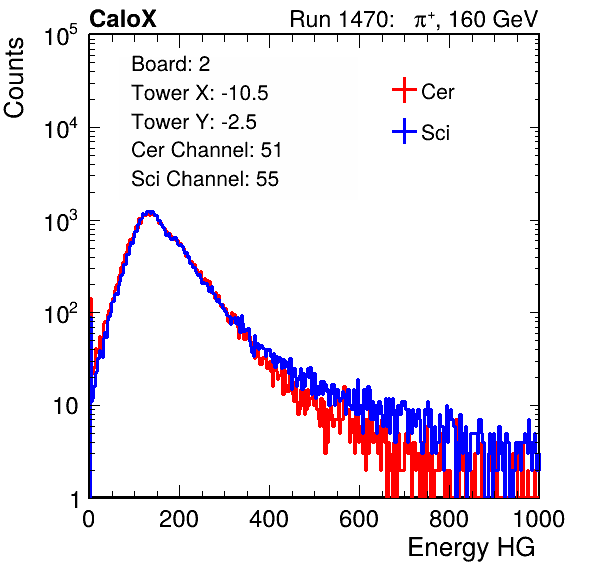 CaloX Run 1470: π⁺, 160 GeV
Counts
10⁵
10⁴
10³
10²
10
1
Board: 2
Tower X: -10.5
Tower Y: -2.5
Cer Channel: 51
Sci Channel: 55
Cer
Sci
0 200 400 600 800 1000
Energy HG